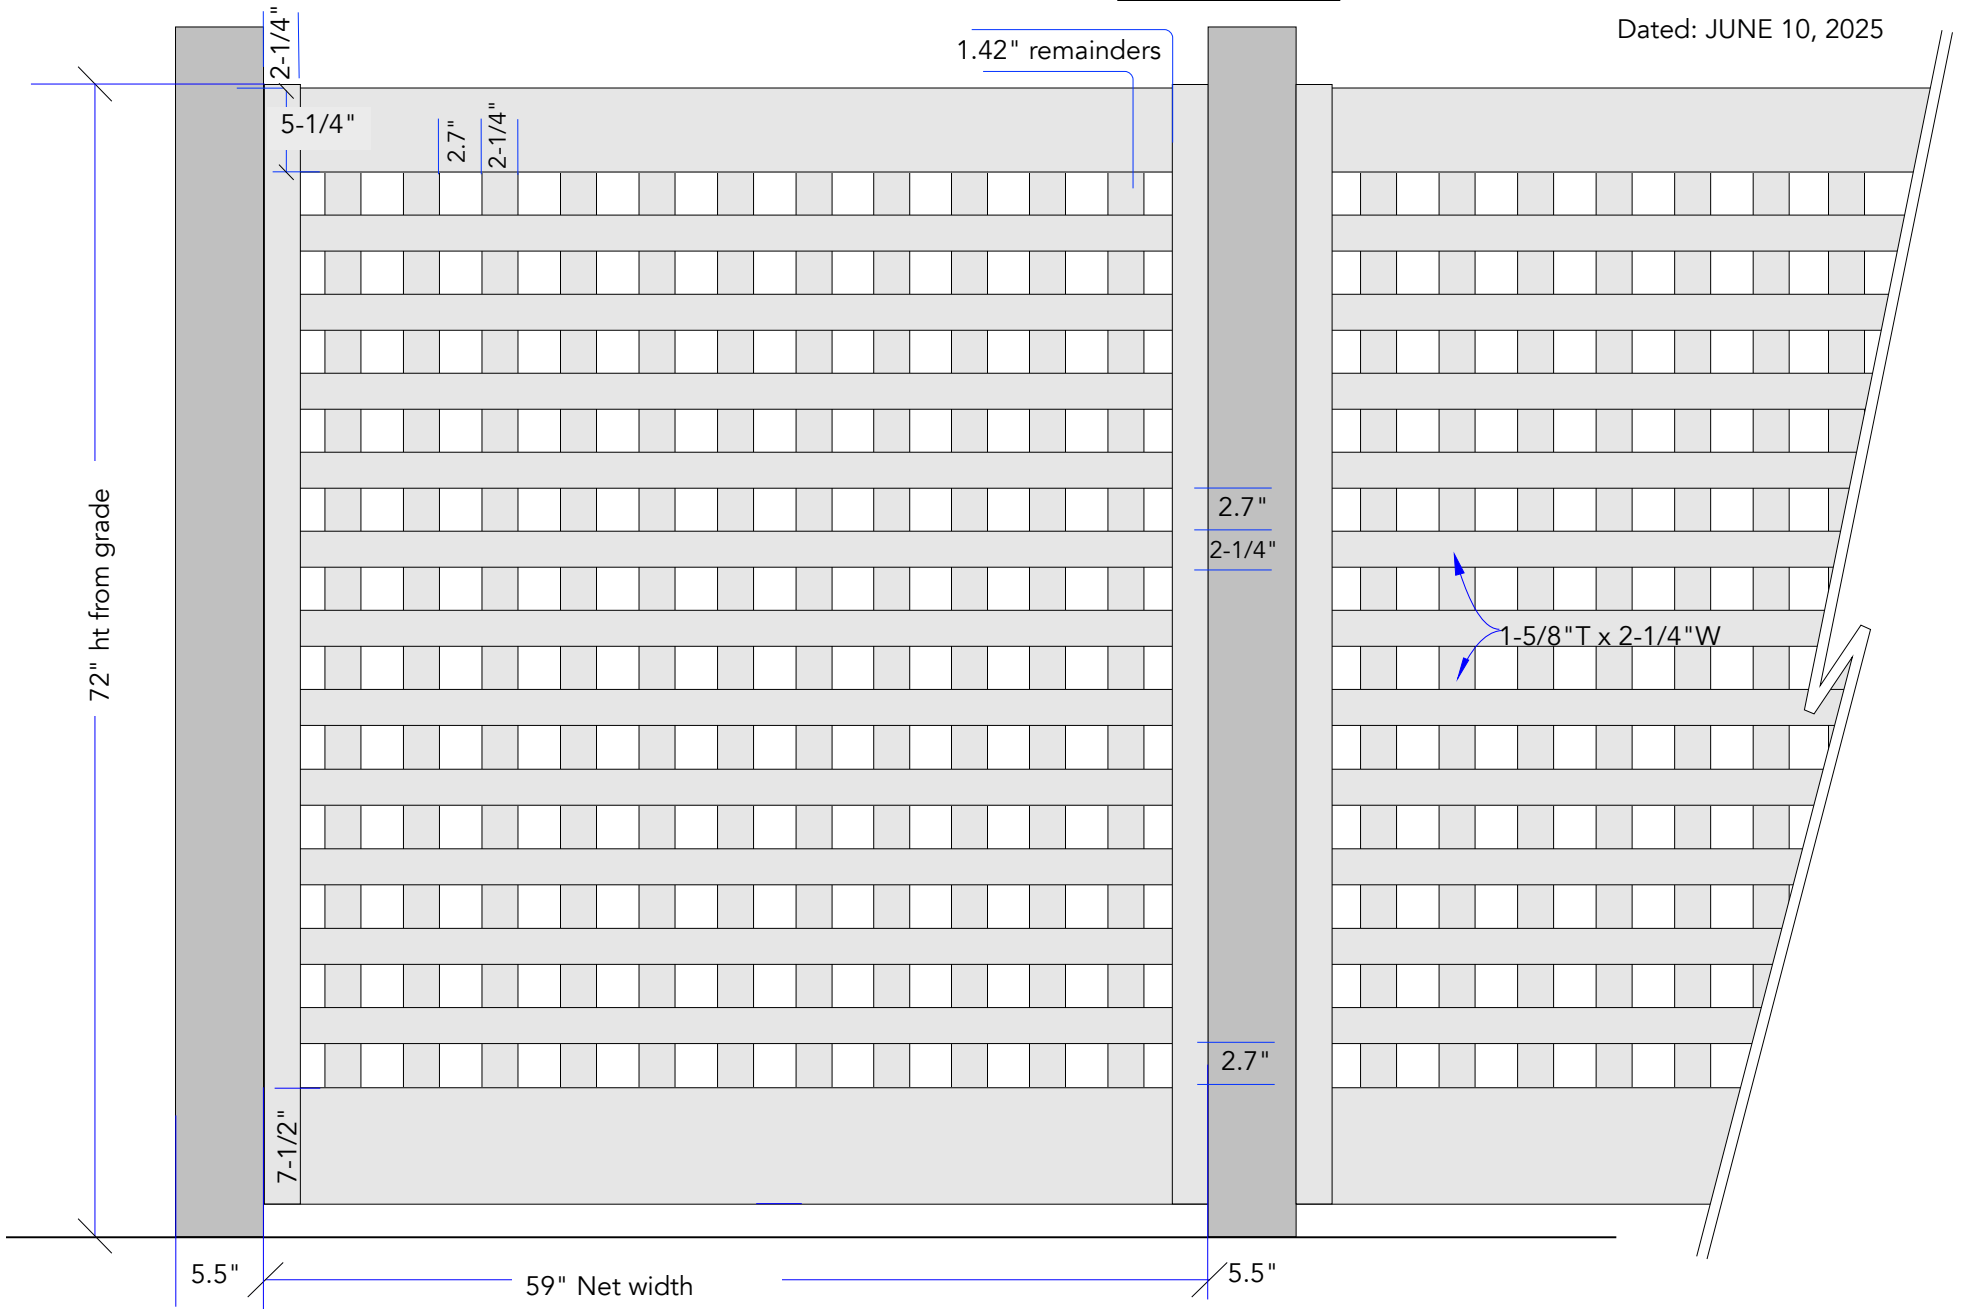 Dated: JUNE 10, 2025
2-1/4"
1.42" remainders
5-1/4"
2.7"
2-1/4"
72" ht from grade
2.7"
2-1/4"
1-5/8"T x 2-1/4"W
2.7"
7-1/2"
5.5"
59" Net width
5.5"